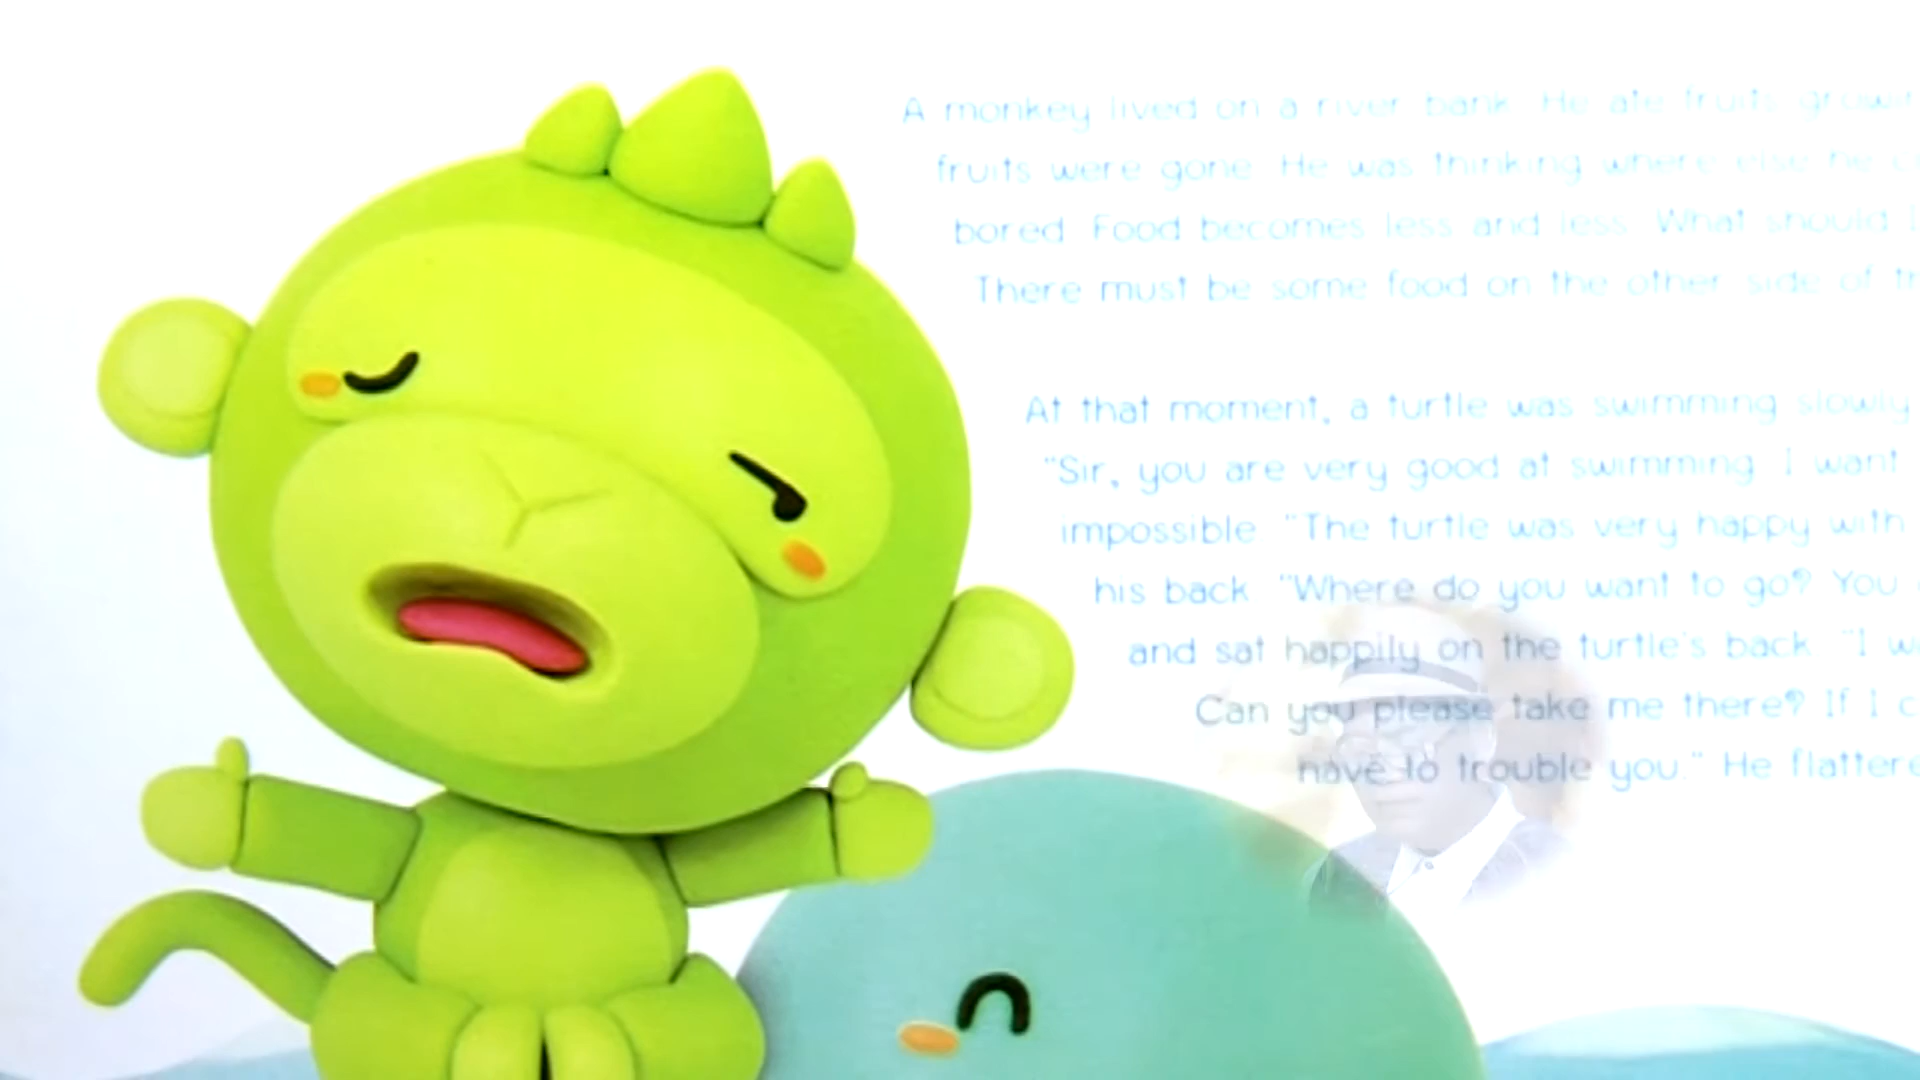 A monkey lived on a river bank. He ate fruits
fruits were gone. He was thinking where else he
bored. Food becomes less and less. What should I
There must be some food on the other side of
At that moment, a turtle was swimming slowly
"Sir, you are very good at swimming. I want
impossible. "The turtle was very happy with
his back. "Where do you want to go? You
and sat happily on the turtle's back. "I
Can you please take me there? If I
have to trouble you." He